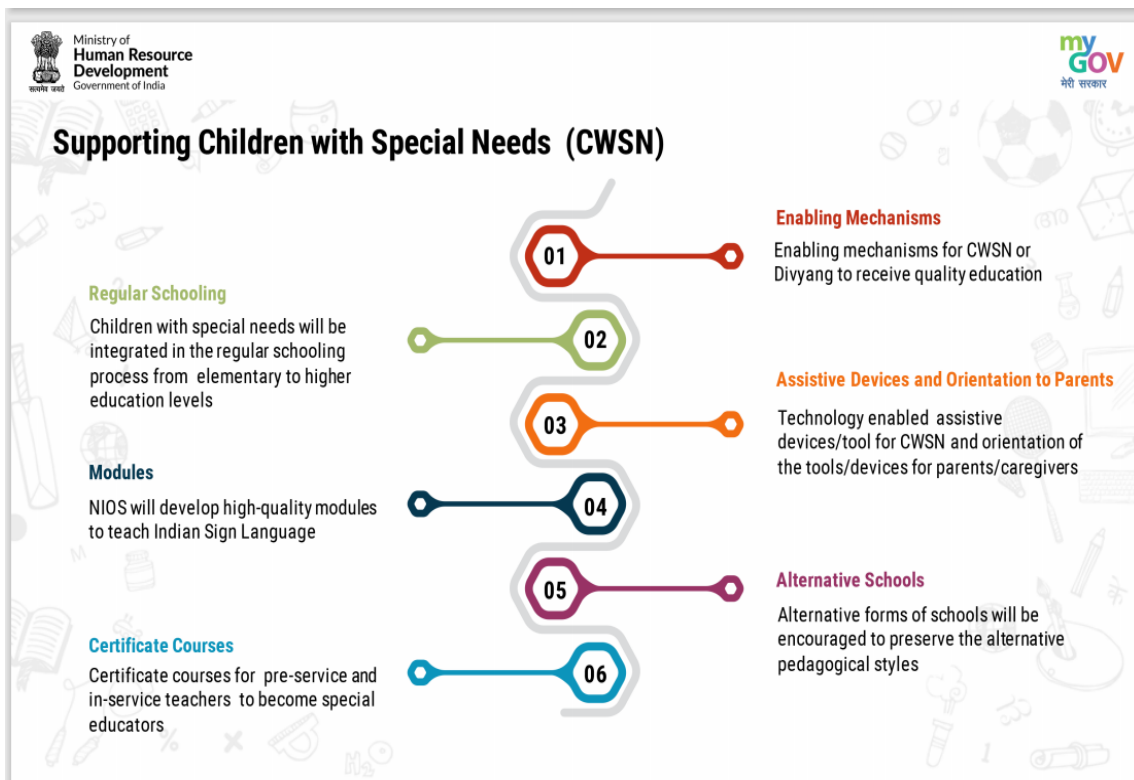 Ministry of
Human Resource
Development
Government of India
सत्यमेव जयते
my
GOV
मेरी सरकार
Supporting Children with Special Needs (CWSN)
01
Enabling Mechanisms
Enabling mechanisms for CWSN or
Divyang to receive quality education
02
Regular Schooling
Children with special needs will be
integrated in the regular schooling
process from elementary to higher
education levels
03
Assistive Devices and Orientation to Parents
Technology enabled assistive
devices/tool for CWSN and orientation of
the tools/devices for parents/caregivers
04
Modules
NIOS will develop high-quality modules
to teach Indian Sign Language
05
Alternative Schools
Alternative forms of schools will be
encouraged to preserve the alternative
pedagogical styles
06
Certificate Courses
Certificate courses for pre-service and
in-service teachers to become special
educators
H₂O